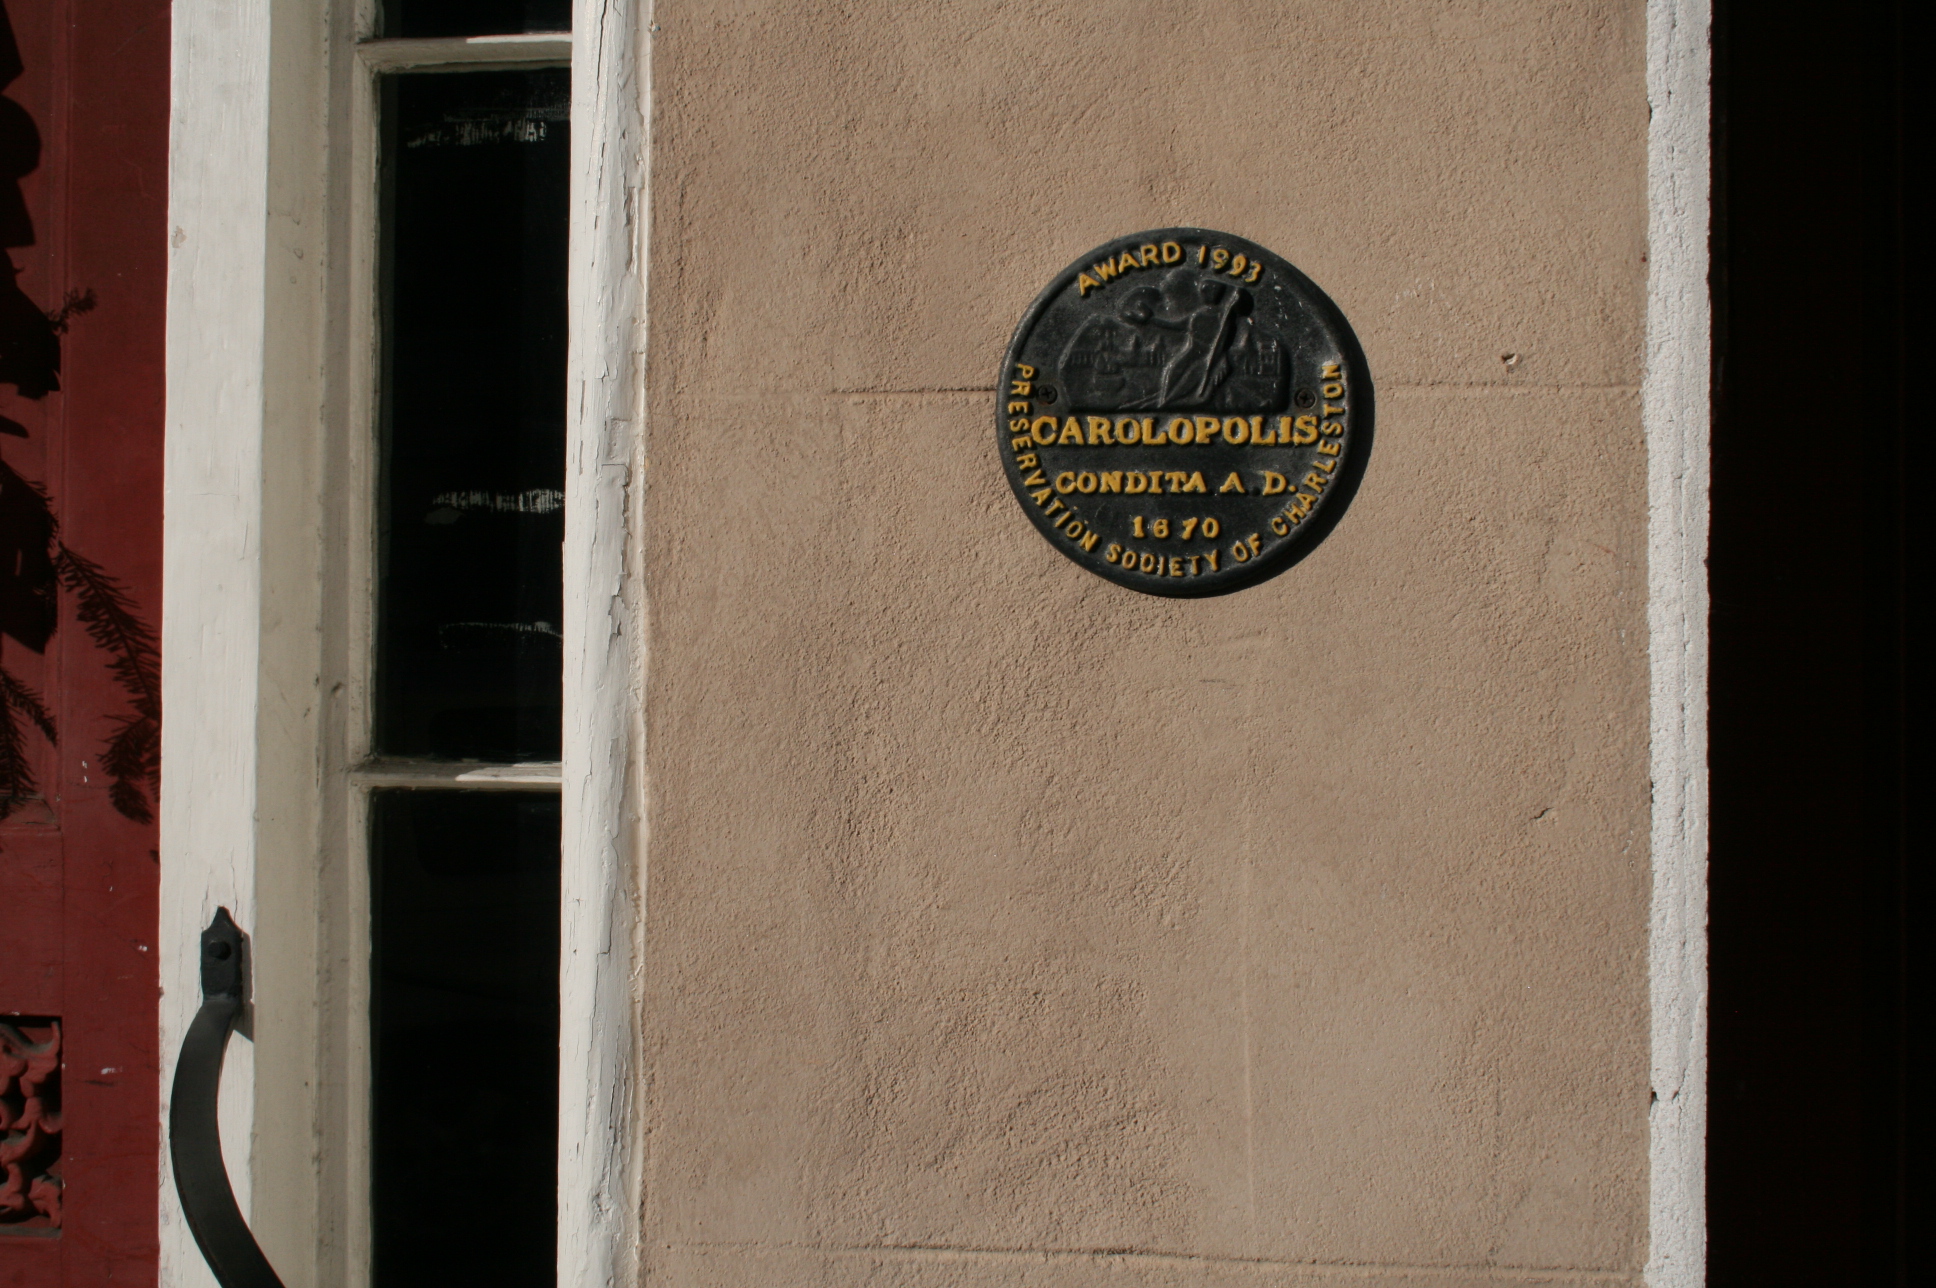 AWARD 1993
CAROLOPOLIS
CONDITA A D.
1670
PRESERVATION SOCIETY OF CHARLESTON